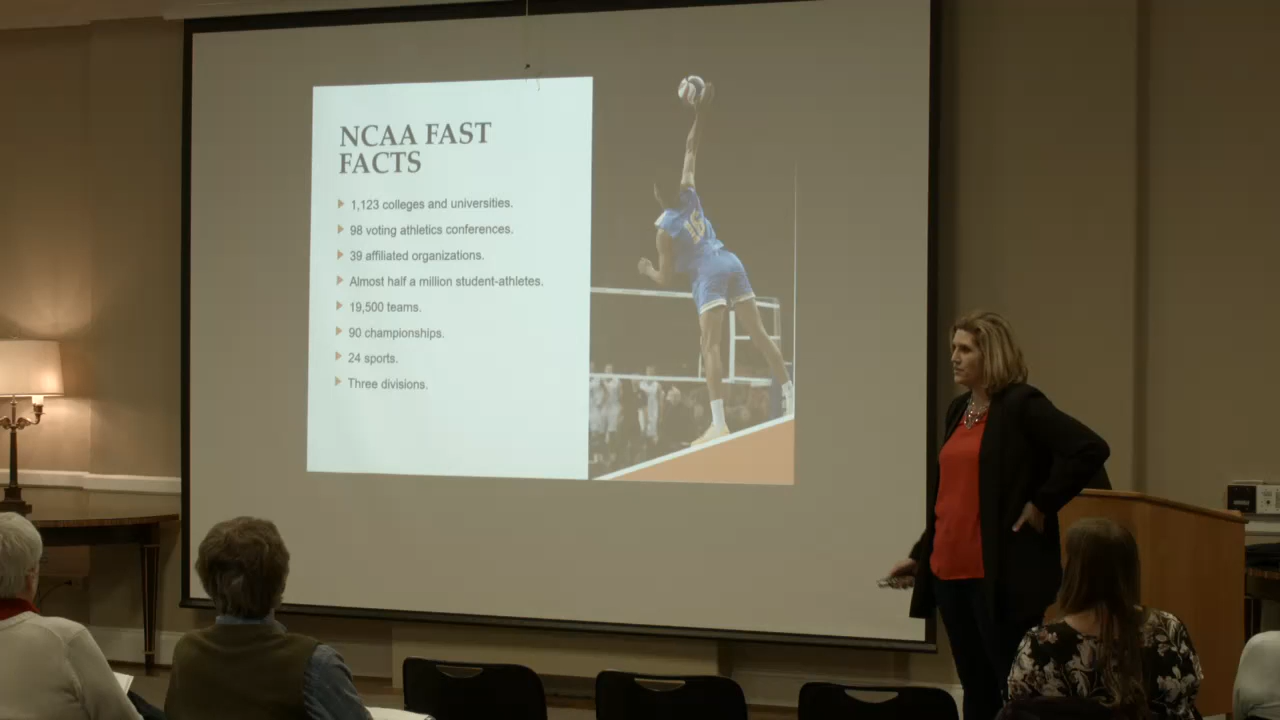 NCAA FAST
FACTS
1,123 colleges and universities.
98 voting athletics conferences.
39 affiliated organizations.
Almost half a million student-athletes.
19,500 teams.
90 championships.
24 sports.
Three divisions.